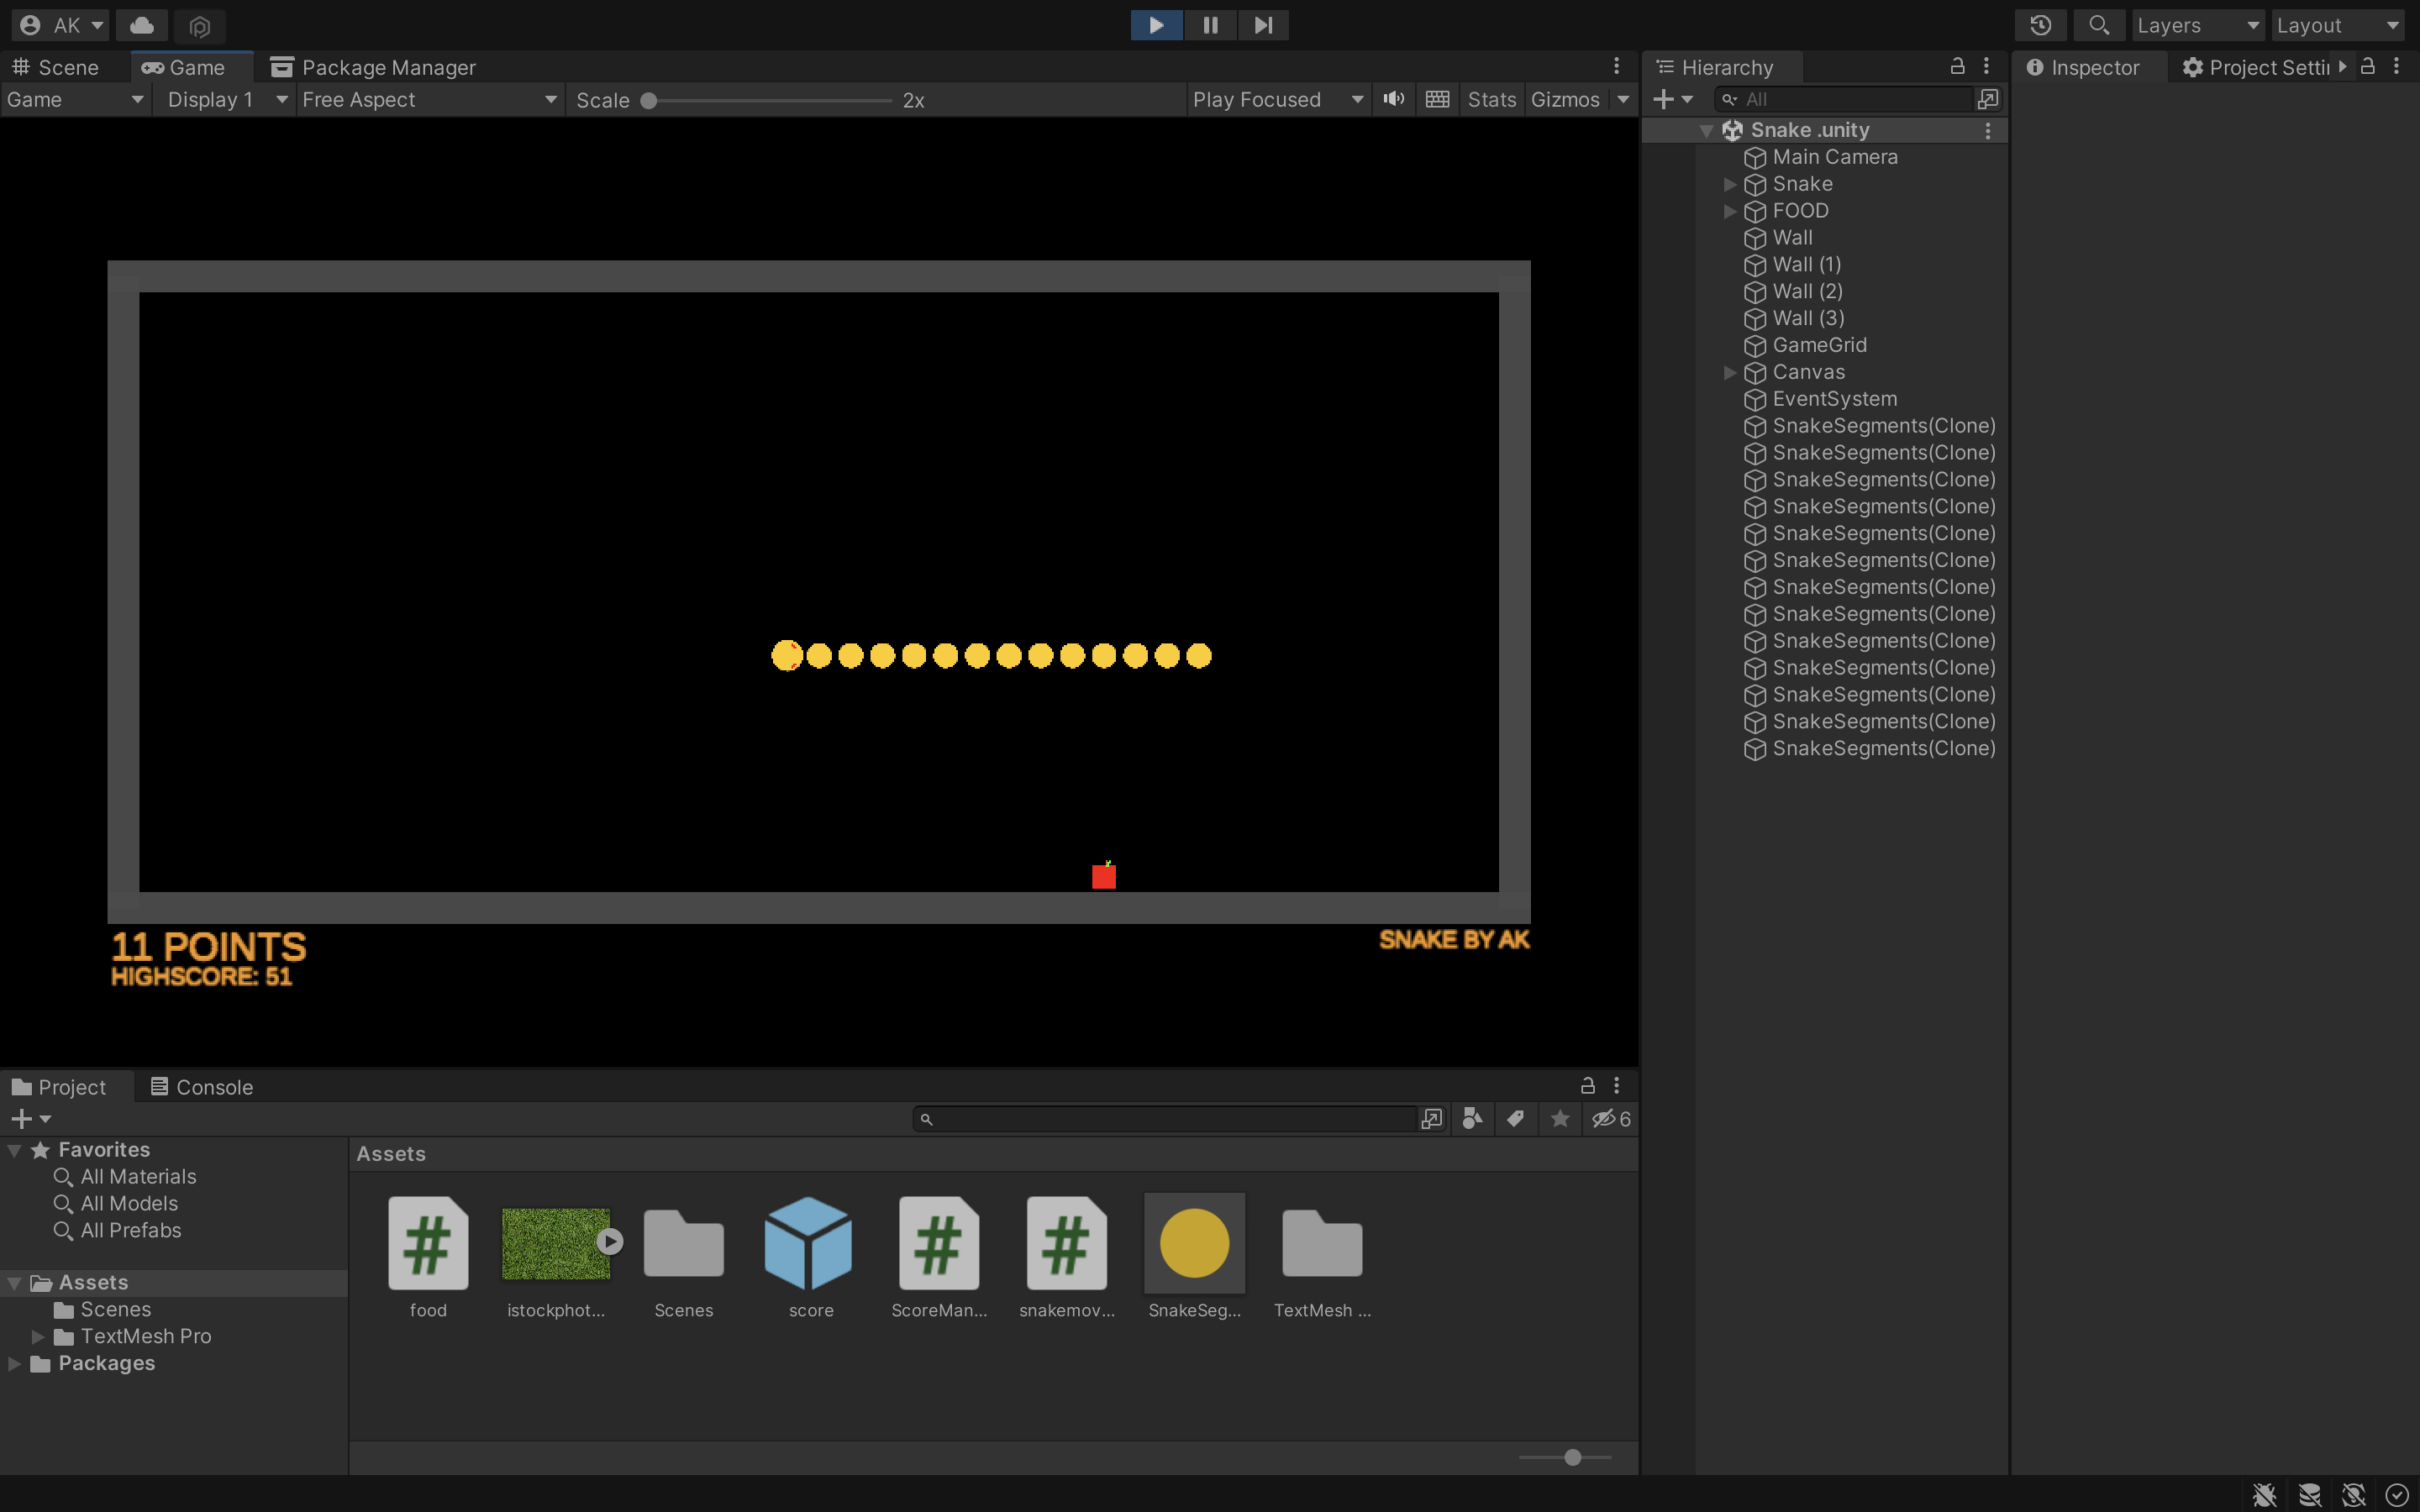 AK
Layers
Layout
Scene
Game
Package Manager
Game
Display 1
Free Aspect
Scale
2x
Play Focused
Stats
Gizmos
11 POINTS
HIGHSCORE: 51
SNAKE BY AK
Hierarchy
All
Snake .unity
Main Camera
Snake
FOOD
Wall
Wall (1)
Wall (2)
Wall (3)
GameGrid
Canvas
EventSystem
SnakeSegments(Clone)
SnakeSegments(Clone)
SnakeSegments(Clone)
SnakeSegments(Clone)
SnakeSegments(Clone)
SnakeSegments(Clone)
SnakeSegments(Clone)
SnakeSegments(Clone)
SnakeSegments(Clone)
SnakeSegments(Clone)
SnakeSegments(Clone)
SnakeSegments(Clone)
SnakeSegments(Clone)
Inspector
Project Settin
Project
Console
6
Favorites
All Materials
All Models
All Prefabs
Assets
Scenes
TextMesh Pro
Packages
Assets
food
istockphot...
Scenes
score
ScoreMan...
snakemov...
SnakeSeg...
TextMesh ...